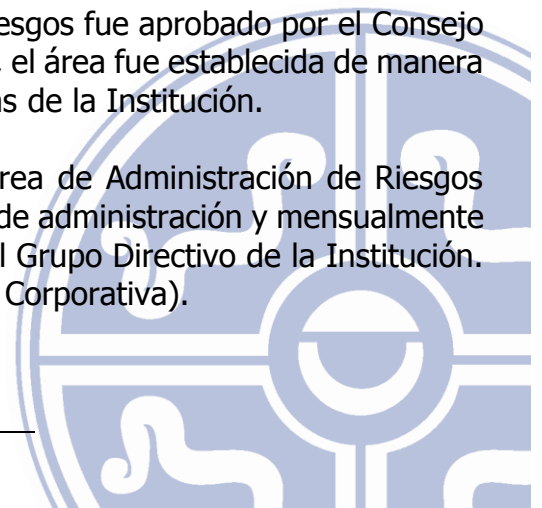 esgos fue aprobado por el Consejo
, el área fue establecida de manera
as de la Institución.
rea de Administración de Riesgos
de administración y mensualmente
l Grupo Directivo de la Institución.
Corporativa).